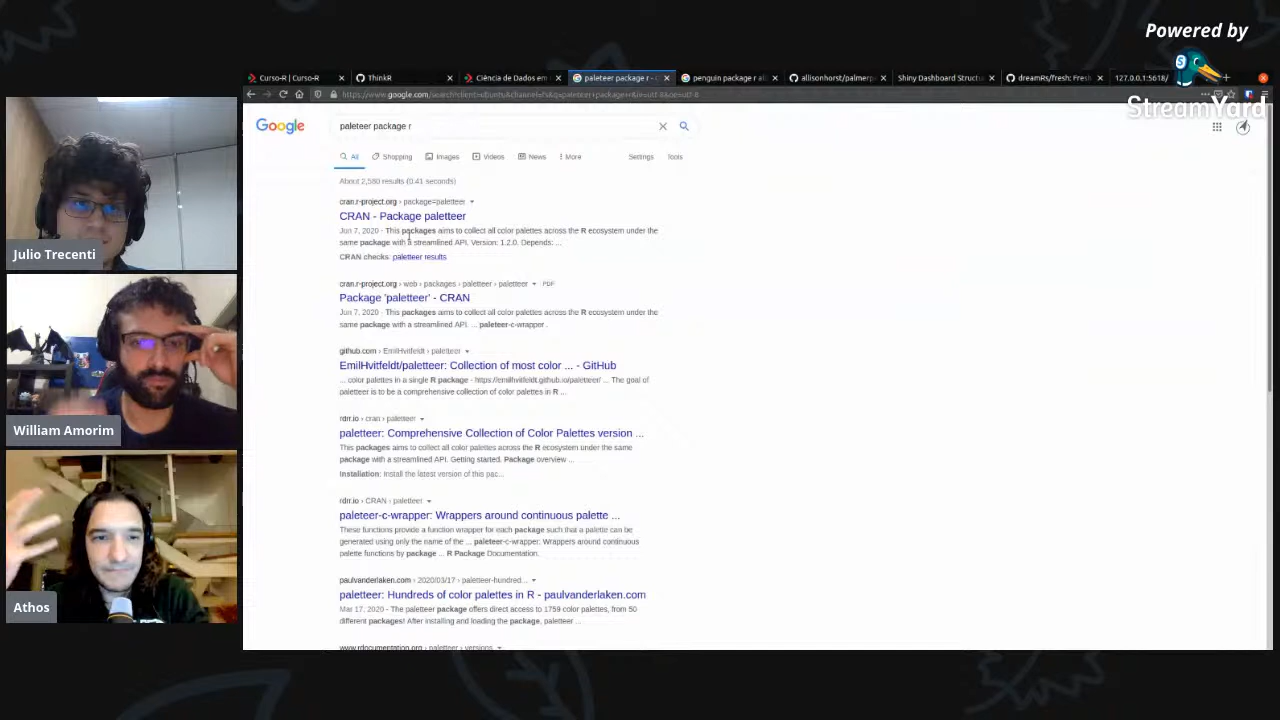 Powered by
StreamYard
Curso-R | Curso-R
ThinkR
Ciência de Dados em
paleteer package r -
penguin package r al
allisonhorst/palmerp
Shiny Dashboard Structu
dreamRs/fresh: Fresh
127.0.0.1:5618/
Google
paleteer package r
All
Shopping
Images
Videos
News
More
Settings
Tools
About 2,580 results (0.41 seconds)
cran.r-project.org › package=paletteer
CRAN - Package paletteer
Jun 7, 2020 - This packages aims to collect all color palettes across the R ecosystem under the
same package with a streamlined API. Version: 1.2.0. Depends: ...
CRAN checks: paletteer results
cran.r-project.org › web › packages › paletteer › paletteer PDF
Package 'paletteer' - CRAN
Jun 7, 2020 - This packages aims to collect all color palettes across the R ecosystem under the
same package with a streamlined API. ... paleteer-c-wrapper .
github.com › EmilHvitfeldt › paletteer
EmilHvitfeldt/paletteer: Collection of most color ... - GitHub
... color palettes in a single R package - https://emilhvitfeldt.github.io/paletteer/ ... The goal of
paletteer is to be a comprehensive collection of color palettes in R ...
rdrr.io › cran › paletteer
paletteer: Comprehensive Collection of Color Palettes version ...
This packages aims to collect all color palettes across the R ecosystem under the same
package with a streamlined API. Getting started. Package overview ...
Installation: Install the latest version of this pac...
rdrr.io › CRAN › paletteer
paleteer-c-wrapper: Wrappers around continuous palette ...
These functions provide a function wrapper for each package such that a palette can be
generated using only the name of the ... paleteer-c-wrapper: Wrappers around continuous
palette functions by package ... R Package Documentation.
paulvanderlaken.com › 2020/03/17 › paletteer-hundred...
paletteer: Hundreds of color palettes in R - paulvanderlaken.com
Mar 17, 2020 - The paletteer package offers direct access to 1759 color palettes, from 50
different packages! After installing and loading the package, paletteer ...
www.rdocumentation.org › paletteer › versions
Julio Trecenti
William Amorim
Athos